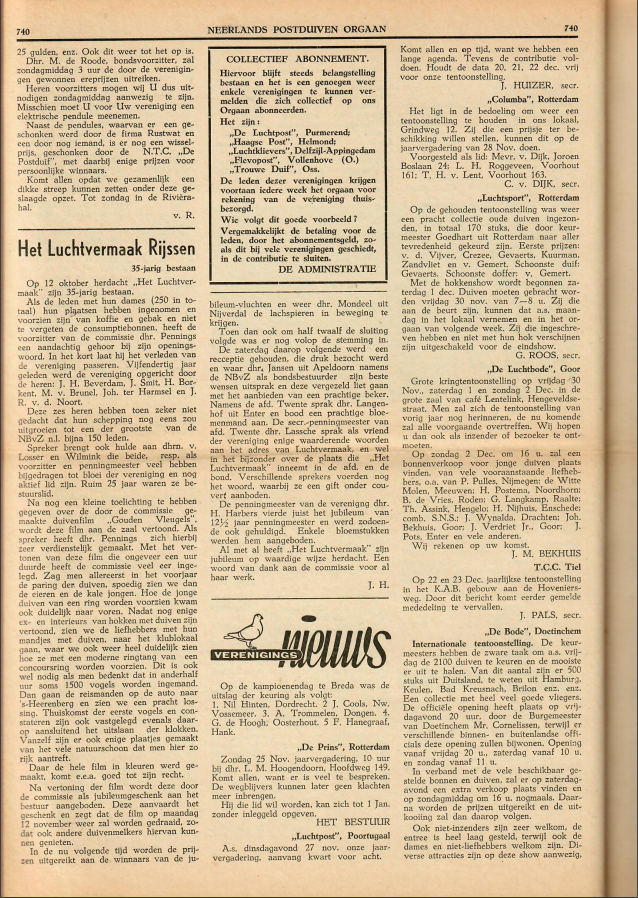 740
NEERLANDS POSTDUIVEN ORGAAN
740
25 gulden, enz. Ook dit weer tot het op is.
Dhr. M. de Roode, bondsvoorzitter, zal
zondagmiddag 3 uur de door de verenigin-
gen gewonnen ereprijzen uitreiken.
Heren voorzitters mogen wij U dus uit-
nodigen zondagmiddag aanwezig te zijn.
Misschien moet U voor Uw vereniging een
elektrische pendule meenemen.
Naast de pendules, waarvan er een ge-
schonken werd door de firma Rustwat en
een door nog iemand, is er nog een wissel-
prijs, geschonken door de N.T.C. „De
Postduif”, met daarbij enige prijzen voor
persoonlijke winnaars.
Komt allen opdat we gezamenlijk een
dikke streep kunnen zetten onder deze ge-
slaagde opzet. Tot zondag in de Rivièra-
hal.
v. R.
Het Luchtvermaak Rijssen
35-jarig bestaan
Op 12 oktober herdacht „Het Luchtver-
maak” zijn 35-jarig bestaan.
Als de leden met hun dames (250 in to-
taal) hun plaatsen hebben ingenomen en
voorzien zijn van koffie en gebak en niet
te vergeten de consumptiebonnen, heeft de
voorzitter van de commissie dhr. Pennings
een aandachtig gehoor bij zijn openings-
woord. In het kort laat hij het verleden van
de vereniging passeren. Vijfendertig jaar
geleden werd de vereniging opgericht door
de heren: J. H. Beverdam, J. Smit, H. Bor-
kent, M. v. Brunel, Joh. ter Harmsel en J.
R. v. d. Noort.
Deze zes heren hebben toen zeker niet
gedacht dat hun schepping nog eens zou
uitgroeien tot een der grootste van de
NBvZ n.l. bijna 150 leden.
Spreker brengt ook hulde aan dhrn. v.
Losser en Wilmink die beide, resp. als
voorzitter en penningmeester veel hebben
bijgedragen tot bloei der vereniging en nog
aktief lid zijn. Ruim 25 jaar waren ze be-
stuurslid.
Na nog een kleine toelichting te hebben
gegeven over de door de commissie ge-
maakte duivenfilm „Gouden Vleugels”,
wordt deze film aan de zaal vertoond. Als
spreker heeft dhr. Pennings zich hierbij
zeer verdienstelijk gemaakt. Met het ver-
tonen van deze film die ongeveer een uur
duurde heeft de commissie veel eer inge-
legd. Zag men allereerst in het voorjaar
de paring der duiven, spoedig zien we dan
de eieren en de kale jongen. Hoe de jonge
duiven van een ring worden voorzien kwam
ook duidelijk naar voren. Nadat nog enige
ex- en interieurs van hokken met duiven zijn
vertoond, zien we de liefhebbers met hun
mandjes met duiven, naar het klublokaal
gaan, waar we ook weer heel duidelijk zien
hoe ze met een moderne ringtang van een
concoursring worden voorzien. Dit is ook
wel nodig als men bedenkt dat in anderhalf
uur soms 1500 vogels worden ingemand.
Dan gaan de reismanden op de auto naar
's-Heerenberg en zien we een pracht los-
sing. Thuiskomst der eerste vogels en con-
stateren zijn ook vastgelegd evenals daar-
op aansluitend het uitslaan der klokken.
Vanzelf zijn er ook enige plaatjes gemaakt
van het vele natuurschoon dat men hier zo
rijk aantreft.
Daar de hele film in kleuren werd ge-
maakt, komt e.e.a. goed tot zijn recht.
Na vertoning der film wordt deze door
de commissie als jubileumgeschenk aan het
bestuur aangeboden. Deze aanvaardt het
geschenk en zegt dat de film op maandag
12 november weer zal worden gedraaid, zo-
dat ook andere duivenmelkers hiervan kun-
nen genieten.
In de nu volgende tijd worden de prij-
zen uitgereikt aan de winnaars van de ju-
COLLECTIEF ABONNEMENT.
Hiervoor blijft steeds belangstelling
bestaan en het is een genoegen weer
enkele verenigingen te kunnen ver-
melden die zich collectief op ons
Orgaan abonneerden.
Het zijn:
„De Luchtpost”, Purmerend;
„Haagse Post”, Helmond;
„Luchtklievers”, Delfzijl-Appingedam
„Flevopost”, Vollenhove (O.)
„Trouwe Duif”, Oss.
De leden dezer verenigingen krijgen
voortaan iedere week het orgaan voor
rekening van de vereniging thuis-
bezorgd.
Wie volgt dit goede voorbeeld?
Vergemakkelijkt de betaling voor de
leden, door het abonnementsgeld, zo-
als dit bij vele verenigingen geschiedt,
in de contributie te sluiten.
DE ADMINISTRATIE
bileum-vluchten en weer dhr. Mondeel uit
Nijverdal de lachspieren in beweging te
krijgen.
Toen dan ook om half twaalf de sluiting
volgde was er nog volop de stemming in.
De zaterdag daarop volgende werd een
recceptie gehouden, die druk bezocht werd
en waar dhr. Jansen uit Apeldoorn namens
de NBvZ als bondsbestuurder zijn beste
wensen uitsprak en deze vergezeld liet gaan
met het aanbieden van een prachtige beker.
Namens de afd. Twente sprak dhr. Langen-
hof uit Enter en bood een prachtige bloe-
menmand aan. De secr.-penningmeester van
afd. Twente dhr. Lassche sprak als vriend
der vereniging enige waarderende woorden
aan het adres van Luchtvermaak, en wel
in het bijzonder over de plaats die „Het
Luchtvermaak” inneemt in de afd. en de
bond. Verschillende sprekers voerden nog
het woord, waarbij ze een gift onder cou-
vert aanboden.
De penningmeester van de vereniging dhr.
H. Harbers vierde juist het jubileum van
12½ jaar penningmeester en werd zodoen-
de ook gehuldigd. Enkele bloemstukken
werden hem aangeboden.
Al met al heeft „Het Luchtvermaak” zijn
jubileum op waardige wijze herdacht. Een
woord van dank aan de commissie voor al
haar werk.
J. H.
VERENIGINGS
nieuws
Op de kampioenendag te Breda was de
uitslag der keuring als volgt:
1. Nil Hinten, Dordrecht. 2 J. Cools, Nw.
Vossemeer. 3. A. Trommelen, Dongen. 4.
G. de Hoogh; Oosterhout, 5 F. Hanegraaf,
Hank.
„De Prins”, Rotterdam
Zondag 25 Nov. jaarvergadering, 10 uur
bij dhr. L. M. Hoogendoorn, Hoofdweg 149.
Komt allen, want er is veel te bespreken.
De wegblijvers kunnen later geen klachten
meer inbrengen.
Hij die lid wil worden, kan zich tot 1 Jan.
zonder inleggeld opgeven.
HET BESTUUR
„Luchtpost”, Poortugaal
A.s. dinsdagavond 27 nov. onze jaar-
vergadering, aanvang kwart voor acht.
Komt allen en op tijd, want we hebben een
lange agenda. Tevens de contributie vol-
doen. Houdt de data 20, 21, 22 dec. vrij
voor onze tentoonstelling.
J. HUIZER, secr.
„Columba”, Rotterdam
Het ligt in de bedoeling om weer een
tentoonstelling te houden in ons lokaal,
Grindweg 12. Zij die een prijsje ter be-
schikking willen stellen, kunnen dit op de
jaarvergadering van 28 Nov. doen.
Voorgesteld als lid: Mevr. v. Dijk, Joroen
Boslaan 24; L. H. Roggeveen, Voorhout
161; T. H. v. Lent, Voorhout 163.
C. v. DIJK, secr.
„Luchtsport”, Rotterdam
Op de gehouden tentoonstelling was weer
een pracht collectie oude duiven ingezon-
den, in totaal 170 stuks, die door keur-
meester Goedhart uit Rotterdam naar aller
tevredenheid gekeurd zijn. Eerste prijzen:
v. d. Vijver, Crezee, Gevaerts, Kuurman.
Zandvliet en v. Gemert. Schoonste duif:
Gevaerts. Schoonste doffer: v. Gemert.
Met de hokkenshow wordt begonnen za-
terdag 1 Dec. Duiven moeten gebracht wor-
den vrijdag 30 nov. van 7—8 u. Zij die
aan de beurt zijn, kunnen dat a.s. maan-
dag in het lokaal vernemen en in het or-
gaan van volgende week. Zij die ingeschre-
ven hebben en niet met hun hok verschijnen
zijn uitgeschakeld voor de eindshow.
G. ROOS, secr.
„De Luchtbode”, Goor
Grote kringtentoonstelling op vrijdag 30
Nov., zaterdag 1 en zondag 2 Dec. in de
grote zaal van café Lentelink, Hengeveldse-
straat. Men zal zich de tentoonstelling van
vorig jaar nog herinneren, de nu komende
zal alle voorgaande overtreffen. Wij hopen
u dan ook als inzender of bezoeker te ont-
moeten.
Op zondag 2 Dec. om 16 u. zal een
bonnenverkoop voor jonge duiven plaats
vinden, van vele vooraanstaande liefheb-
bers, o.a. van P. Pulles, Nijmegen; de Witte
Molen, Meeuwen; H. Postema, Noordhorn;
B. de Vries, Roden; G. Langkamp, Raalte;
Th. Assink, Hengelo; H. Nijhuis, Enschede;
comb. S.N.S.; J. Wynalda, Drachten; Joh.
Bekhuis, Goor; J. Verdriet Jr., Goor; J.
Pots, Enter en vele anderen.
Wij rekenen op uw komst.
J. M. BEKHUIS
T.C.C. Tiel
Op 22 en 23 Dec. jaarlijkse tentoonstelling
in het K.A.B. gebouw aan de Hoveniers-
weg. Door dit bericht komt eerder gemelde
mededeling te vervallen.
J. PALS, secr.
„De Bode”, Doetinchem
Internationale tentoonstelling. De keur-
meesters hebben de zware taak om a.s. vrij-
dag de 2100 duiven te keuren en de mooiste
er uit te halen. Van dit aantal zijn er 500
stuks uit Duitsland, te weten uit Hamburg,
Keulen, Bad Kreusnach, Brilon enz. enz.
Een collectie met heel veel goede vliegers.
De officiële opening heeft plaats op vrij-
dagavond 20 uur. door de Burgemeester
van Doetinchem Mr. Cornelissen, terwijl er
verschillende binnen- en buitenlandse offi-
cials deze opening zullen bijwonen. Opening
vanaf vrijdag 20 u., zaterdag vanaf 10 u.
en zondag vanaf 11 u.
In verband met de vele beschikbaar ge-
stelde bonnen en duiven, zal er op zaterdag-
avond een extra verkoop plaats vinden en
op zondagmiddag om 16 u. nogmaals. Daar-
na worden de prijzen uitgereikt en de uit-
kooiing zal dan daarop volgen.
Ook niet-inzenders zijn zeer welkom, de
entree is heel laag gesteld, terwijl ook de
dames en niet-liefhebbers welkom zijn. Di-
verse attracties zijn op deze show aanwezig,